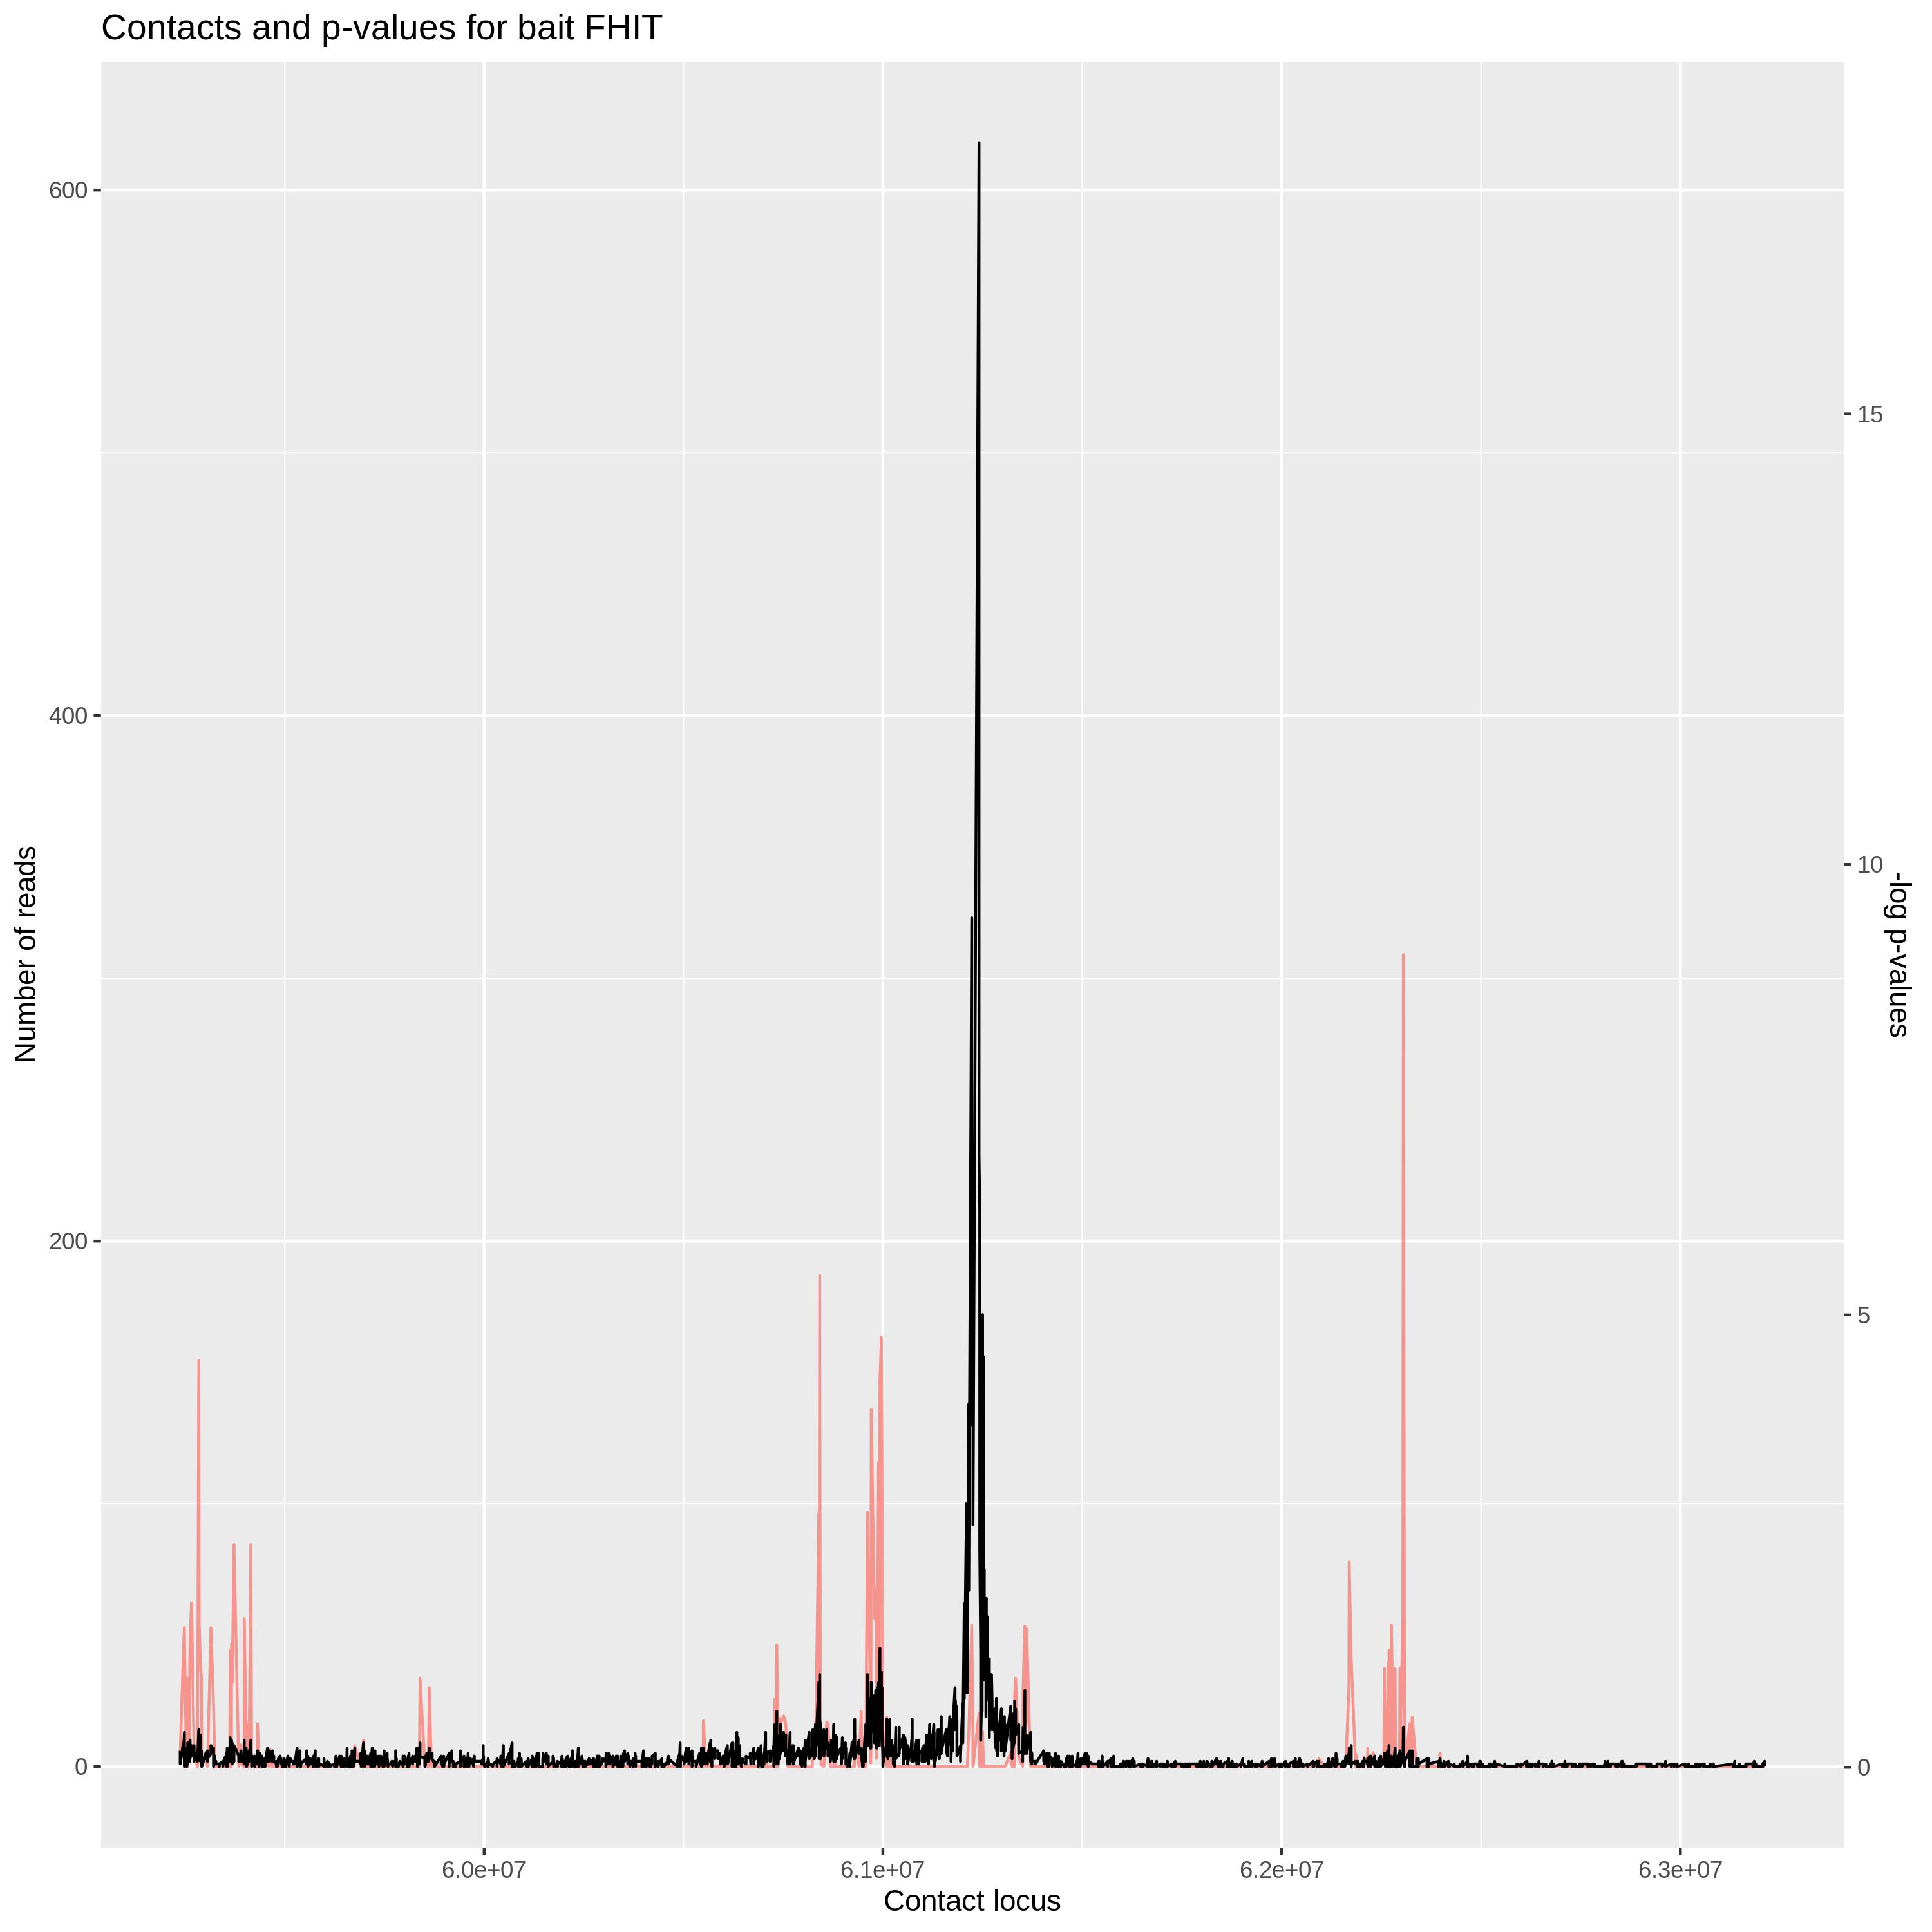 Contacts and p-values for bait FHIT
600
400
200
0
15
10
5
0
Number of reads
-log p-values
6.0e+07
6.1e+07
6.2e+07
6.3e+07
Contact locus